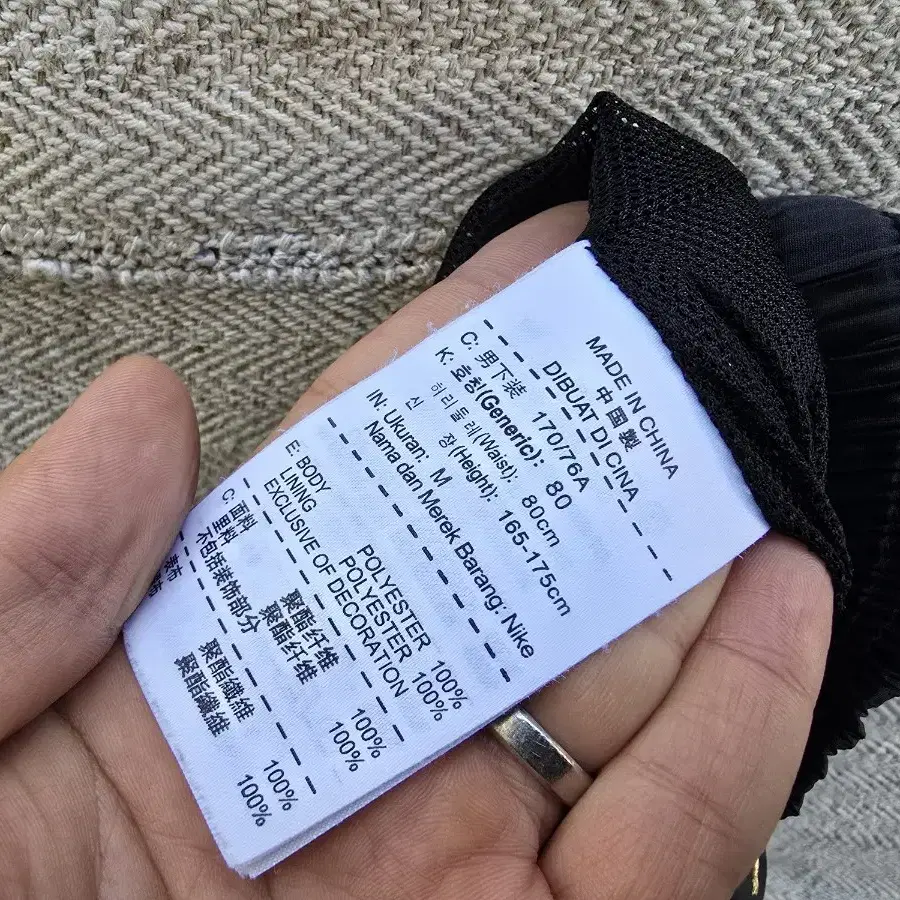 MADE IN CHINA
中國製
DIBUAT DI CINA
C: 男下装 170/76A
K: 호칭(Generic): 80
허리둘레(Waist): 80cm
신 장(Height): 165-175cm
IN: Ukuran: M
Nama dan Merek Barang: Nike
E: BODY POLYESTER 100%
LINING POLYESTER 100%
EXCLUSIVE OF DECORATION
C: 面料 聚酯纤维 100%
里料 聚酯纤维 100%
不包括装饰部分
聚酯纖維 100%
聚酯纖維 100%